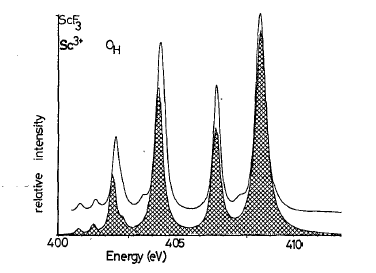 ScF3
Sc3+ OH
relative intensity
400 405 410
Energy (eV)